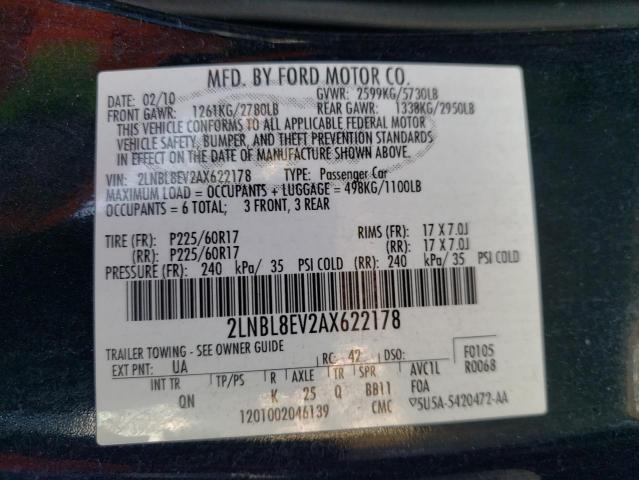 MFD. BY FORD MOTOR CO.
DATE: 02/10 GVWR: 2599KG/5730LB
FRONT GAWR: 1261KG/2780LB REAR GAWR: 1338KG/2950LB
THIS VEHICLE CONFORMS TO ALL APPLICABLE FEDERAL MOTOR
VEHICLE SAFETY, BUMPER, AND THEFT PREVENTION STANDARDS
IN EFFECT ON THE DATE OF MANUFACTURE SHOWN ABOVE.
VIN: 2LNBL8EV2AX622178 TYPE: Passenger Car
MAXIMUM LOAD = OCCUPANTS + LUGGAGE = 498KG/1100LB
OCCUPANTS = 6 TOTAL; 3 FRONT, 3 REAR
TIRE (FR): P225/60R17 RIMS (FR): 17 X 7.0J
(RR): P225/60R17 (RR): 17 X 7.0J
PRESSURE (FR): 240 kPa/ 35 PSI COLD (RR): 240 kPa/ 35 PSI COLD
2LNBL8EV2AX622178
TRAILER TOWING - SEE OWNER GUIDE
EXT PNT: UA RC: 42 DSO: F0105 R0068
INT TR TP/PS R AXLE TR SPR AVC1L
QN K 25 Q BB11 FOA
1201002046139 CMC 5U5A-5420472-AA